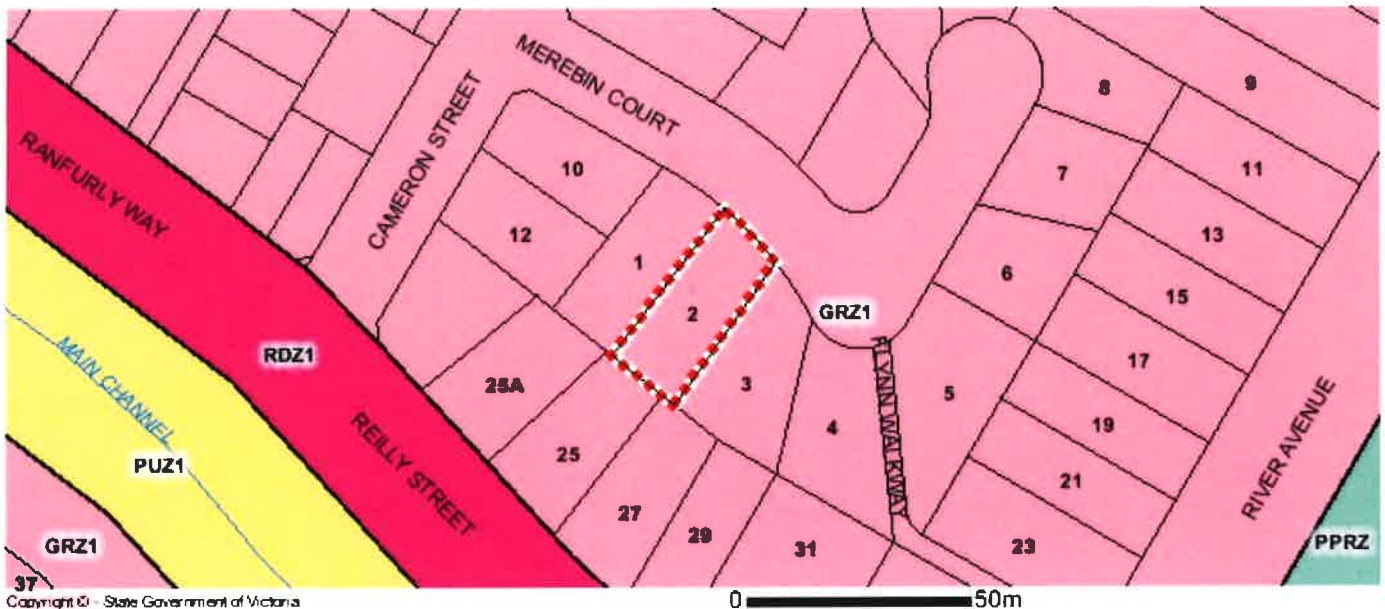 MEREBIN COURT
8
9
RANFURLY WAY
CAMERON STREET
10
7
11
12
13
1
6
15
2
GRZ1
RDZ1
17
MAIN CHANNEL
25A
3
FLYNN WALKWAY
5
RIVER AVENUE
4
19
REILLY STREET
25
PUZ1
21
27
29
31
23
PPRZ
GRZ1
37
Copyright © - State Government of Victoria
0 50m